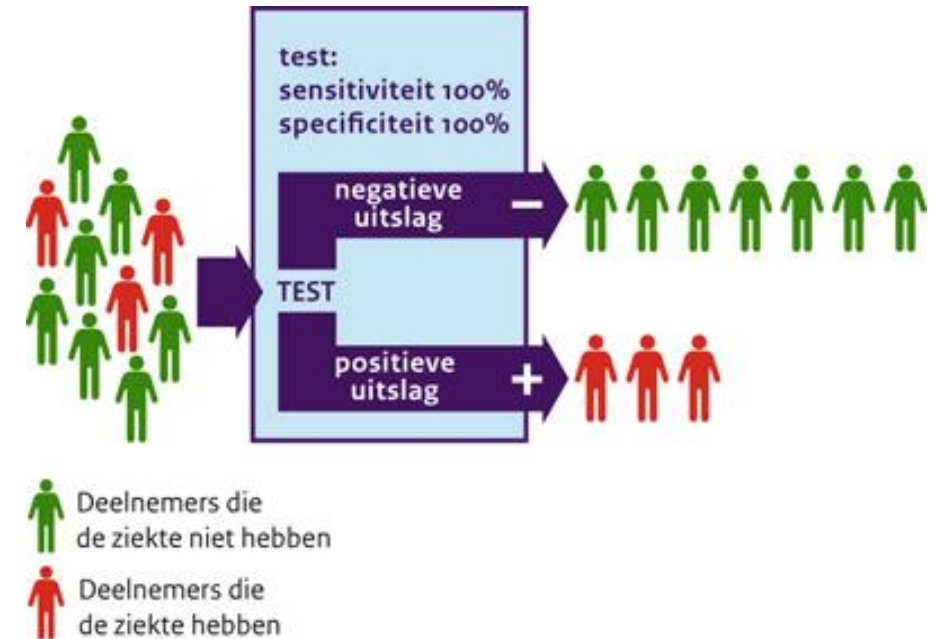 test:
sensitiviteit 100%
specificiteit 100%
negatieve
uitslag
−
TEST
positieve
uitslag
+
Deelnemers die
de ziekte niet hebben
Deelnemers die
de ziekte hebben